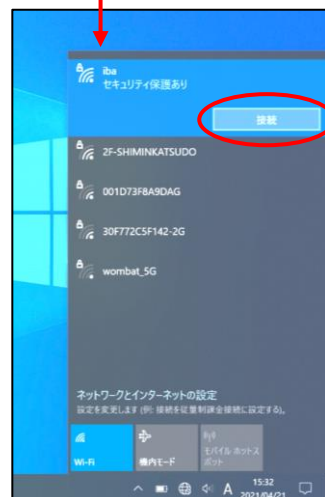 iba
セキュリティ保護あり
接続
2F-SHIMINKATSUDO
001D73F8A9DAG
30F772C5F142-2G
wombat_5G
ネットワークとインターネットの設定
設定を変更します (例: 接続を従量制課金接続に設定する)。
Wi-Fi
機内モード
モバイル ホットス
ポット
A
15:32
2021/04/21